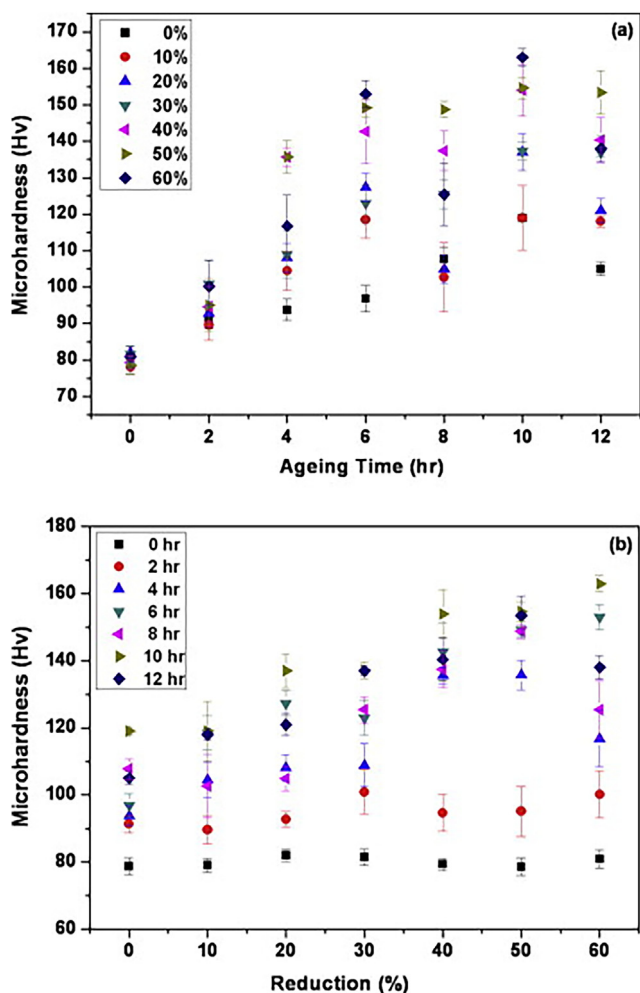 170
160
150
140
130
120
110
100
90
80
70
0%
10%
20%
30%
40%
50%
60%
(a)
Microhardness (Hv)
0 2 4 6 8 10 12
Ageing Time (hr)
180
160
140
120
100
80
60
0 hr
2 hr
4 hr
6 hr
8 hr
10 hr
12 hr
(b)
Microhardness (Hv)
0 10 20 30 40 50 60
Reduction (%)